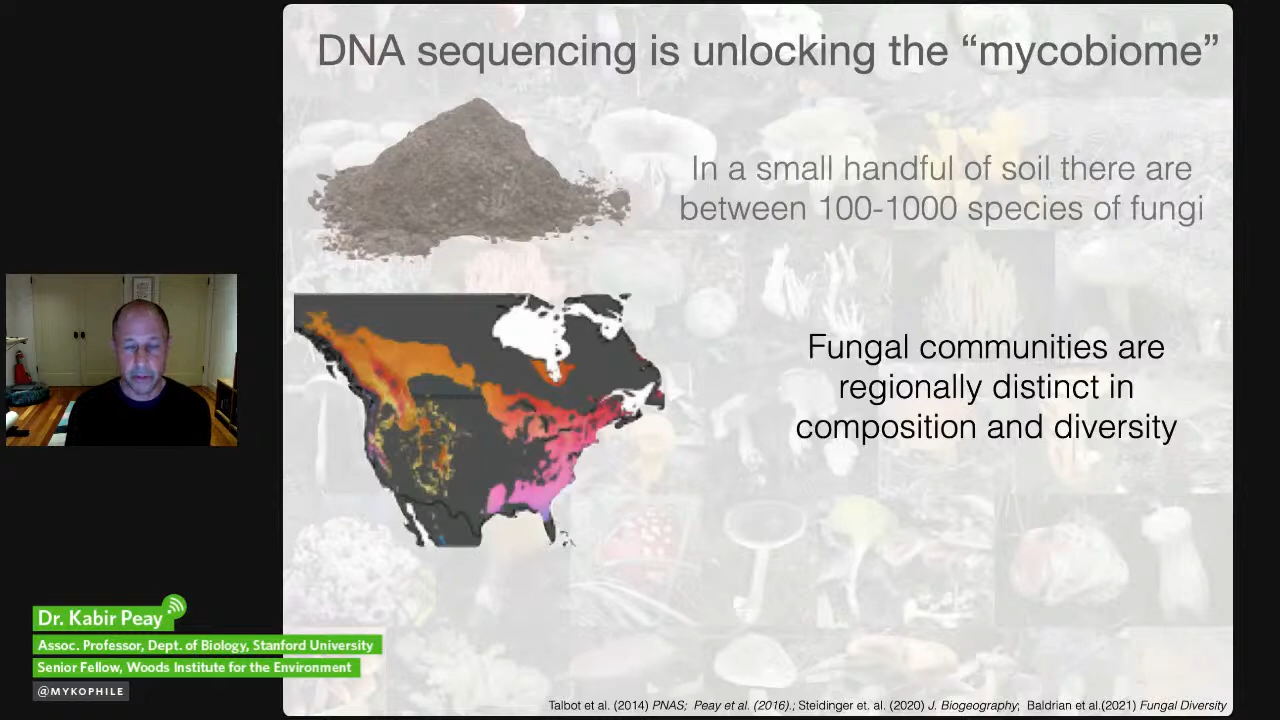 DNA sequencing is unlocking the “mycobiome”
In a small handful of soil there are
between 100-1000 species of fungi
Fungal communities are
regionally distinct in
composition and diversity
Dr. Kabir Peay
Assoc. Professor, Dept. of Biology, Stanford University
Senior Fellow, Woods Institute for the Environment
@MYKOPHILE
Talbot et al. (2014) PNAS; Peay et al. (2016).; Steidinger et. al. (2020) J. Biogeography; Baldrian et al.(2021) Fungal Diversity